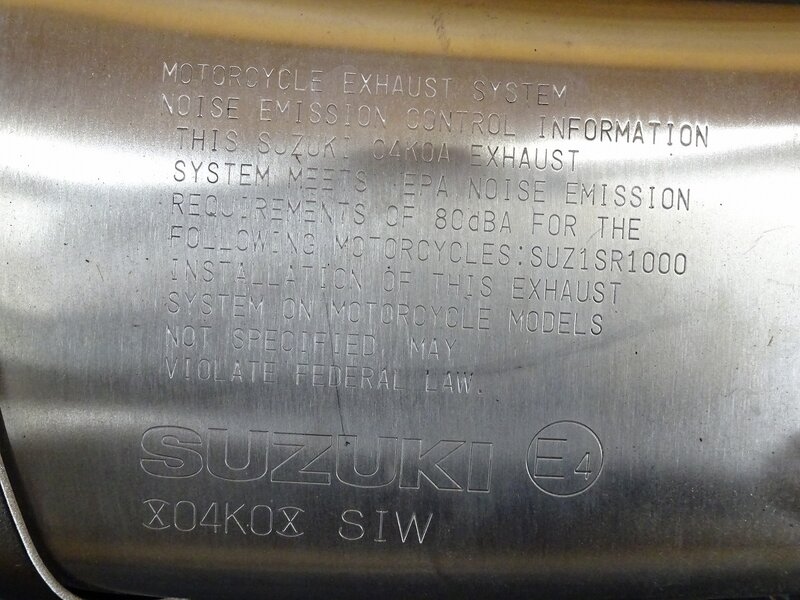 MOTORCYCLE EXHAUST SYSTEM
NOISE EMISSION CONTROL INFORMATION
THIS SUZUKI 04K0A EXHAUST
SYSTEM MEETS EPA NOISE EMISSION
REQUIREMENTS OF 80dBA FOR THE
FOLLOWING MOTORCYCLES:SUZ1SR1000
INSTALLATION OF THIS EXHAUST
SYSTEM ON MOTORCYCLE MODELS
NOT SPECIFIED MAY
VIOLATE FEDERAL LAW.
SUZUKI E4
X04K0X SIW